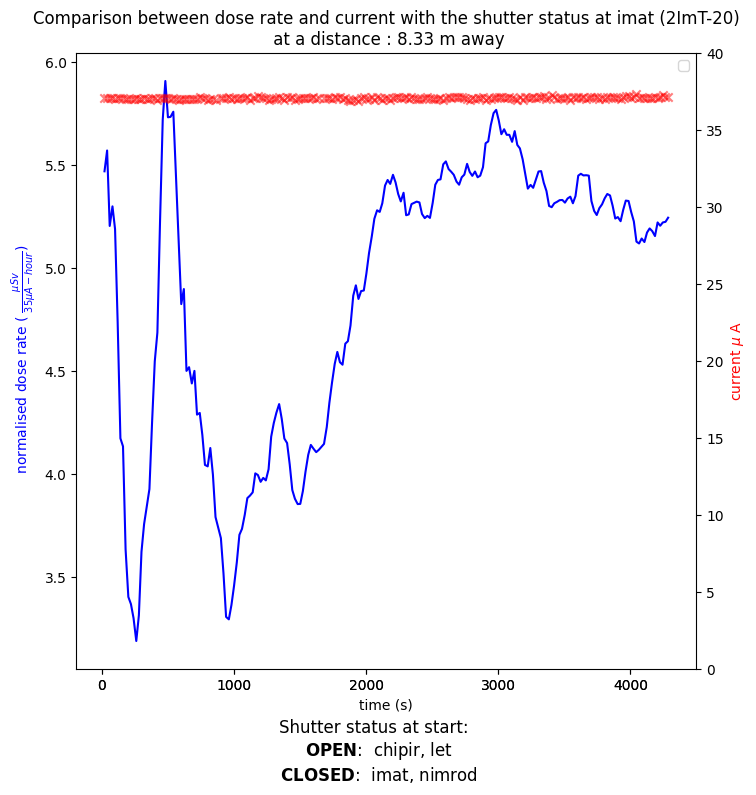 Comparison between dose rate and current with the shutter status at imat (2ImT-20)
at a distance : 8.33 m away
6.0
5.5
5.0
4.5
4.0
3.5
normalised dose rate ( μSv / 35μA − hour )
40
35
30
25
20
15
10
5
0
current μ A
0 1000 2000 3000 4000
time (s)
Shutter status at start:
OPEN: chipir, let
CLOSED: imat, nimrod